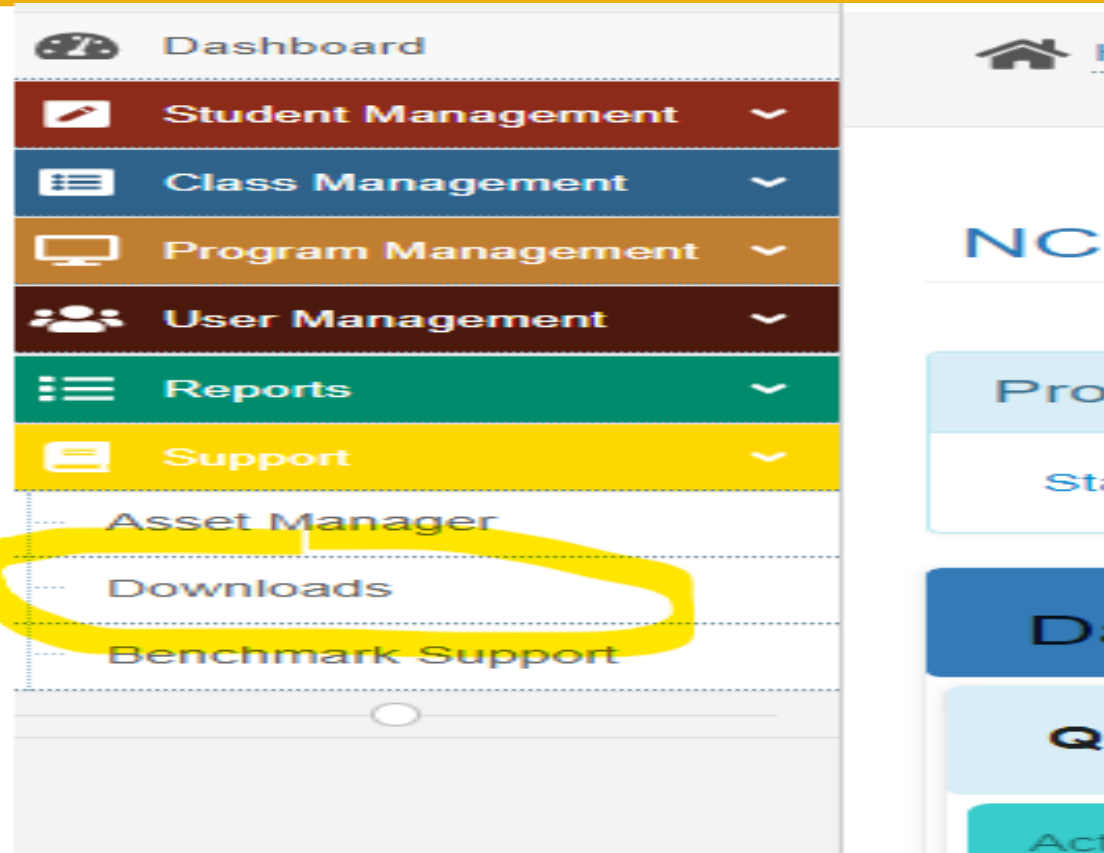 Dashboard
Student Management
Class Management
Program Management
User Management
Reports
Support
Asset Manager
Downloads
Benchmark Support
NC
Pro
Sta
Da
Q
Act